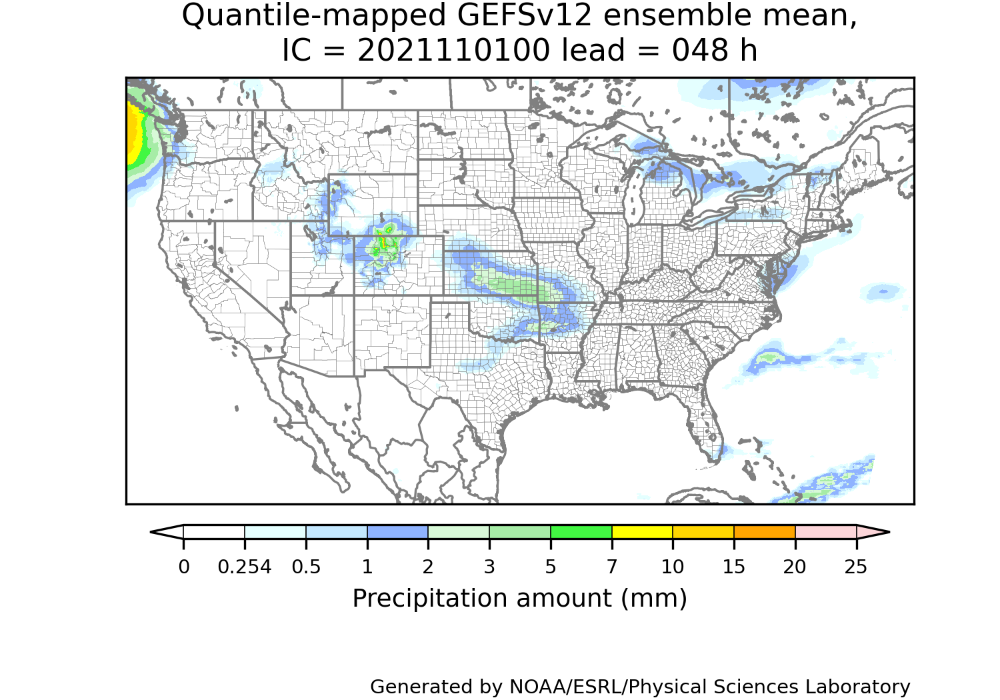 Quantile-mapped GEFSv12 ensemble mean,
IC = 2021110100 lead = 048 h
0 0.254 0.5 1 2 3 5 7 10 15 20 25
Precipitation amount (mm)
Generated by NOAA/ESRL/Physical Sciences Laboratory